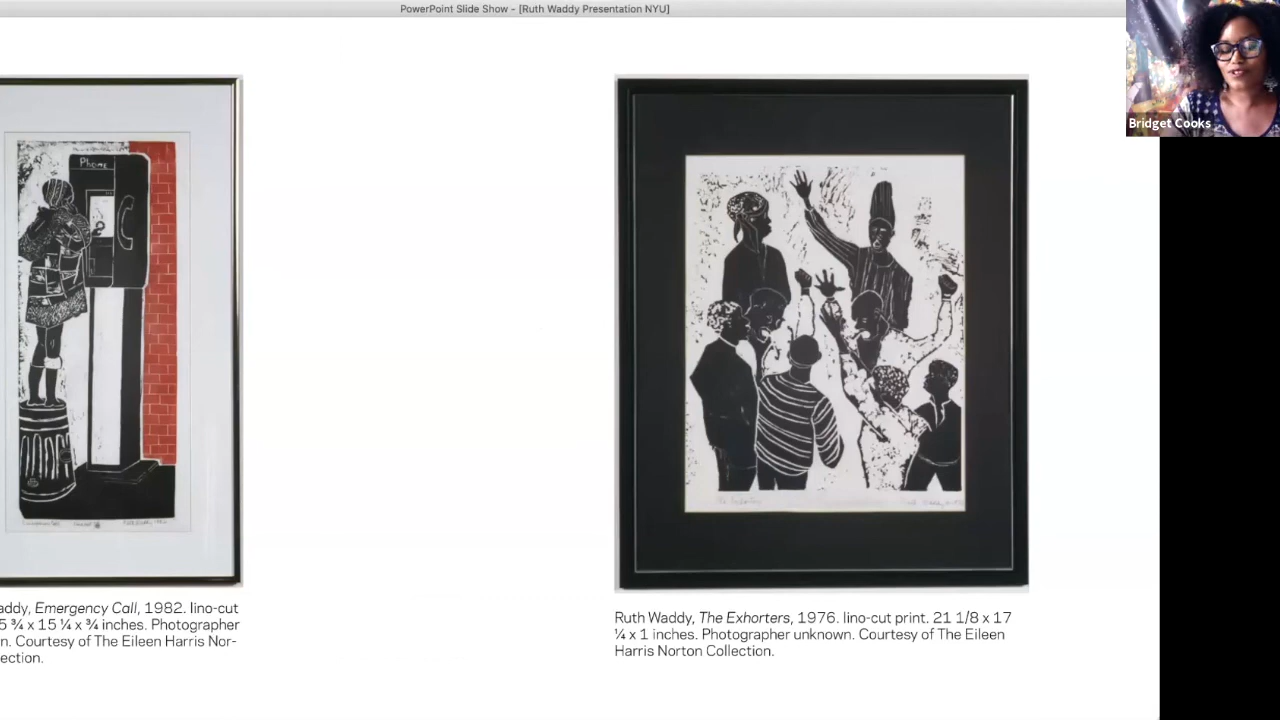 PowerPoint Slide Show - [Ruth Waddy Presentation NYU]
Bridget Cooks
Phone
addy, Emergency Call, 1982. lino-cut
5 ¾ x 15 ¼ x ¾ inches. Photographer
n. Courtesy of The Eileen Harris Nor-
ection.
The Exhorters
Ruth Waddy, The Exhorters, 1976. lino-cut print. 21 1/8 x 17
¼ x 1 inches. Photographer unknown. Courtesy of The Eileen
Harris Norton Collection.